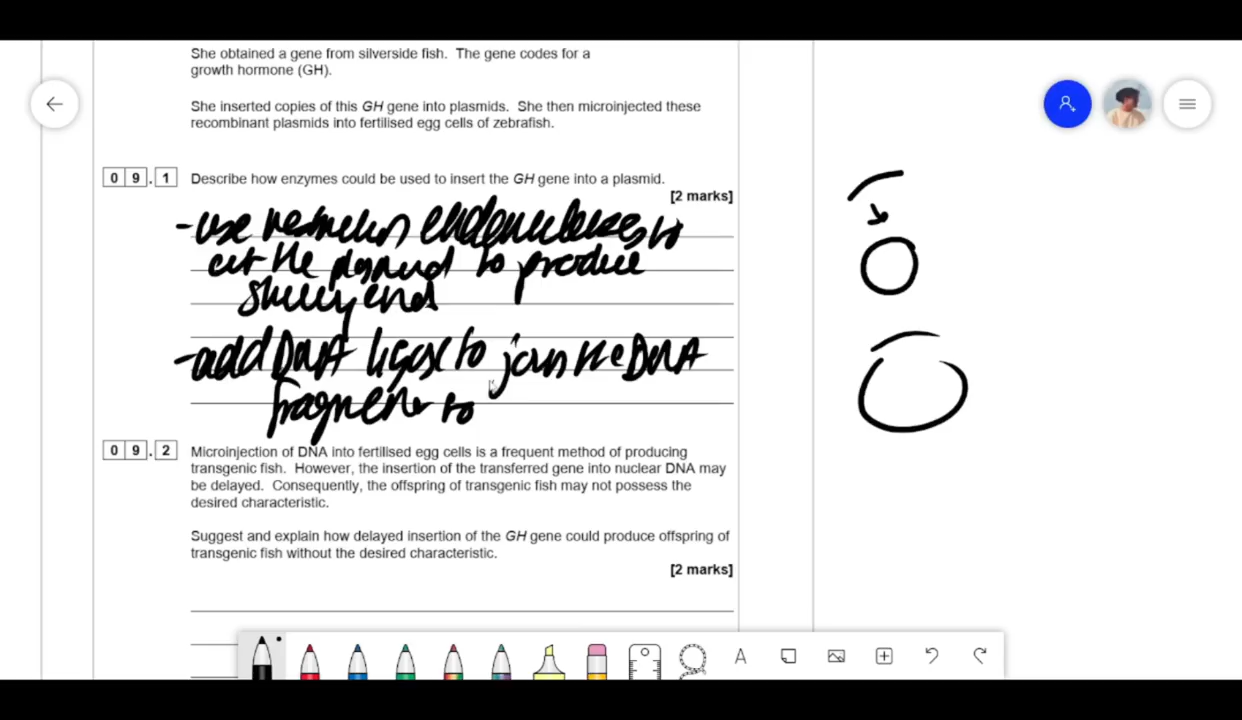 She obtained a gene from silverside fish. The gene codes for a
growth hormone (GH).
She inserted copies of this GH gene into plasmids. She then microinjected these
recombinant plasmids into fertilised egg cells of zebrafish.
0 9 . 1 Describe how enzymes could be used to insert the GH gene into a plasmid.
[2 marks]
- use restriction endonucleases to
cut the plasmid to produce
sticky ends
- add DNA ligase to join the DNA
fragment to
0 9 . 2 Microinjection of DNA into fertilised egg cells is a frequent method of producing
transgenic fish. However, the insertion of the transferred gene into nuclear DNA may
be delayed. Consequently, the offspring of transgenic fish may not possess the
desired characteristic.
Suggest and explain how delayed insertion of the GH gene could produce offspring of
transgenic fish without the desired characteristic.
[2 marks]
A